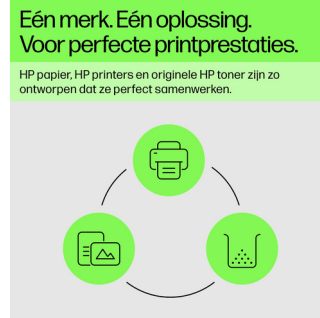 Eén merk. Eén oplossing.
Voor perfecte printprestaties.
HP papier, HP printers en originele HP toner zijn zo
ontworpen dat ze perfect samenwerken.